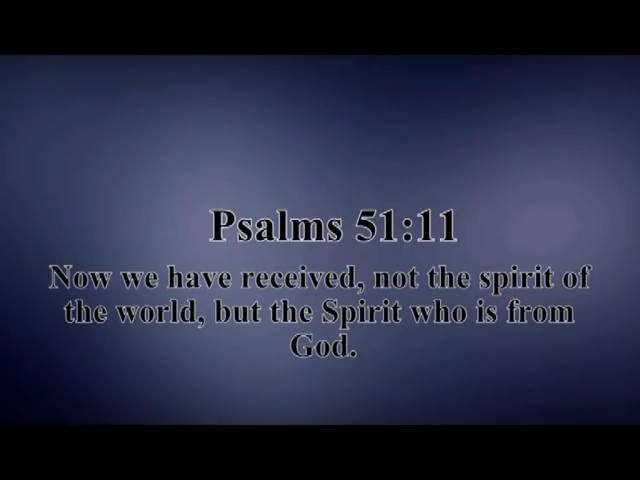 Psalms 51:11
Now we have received, not the spirit of
the world, but the Spirit who is from
God.